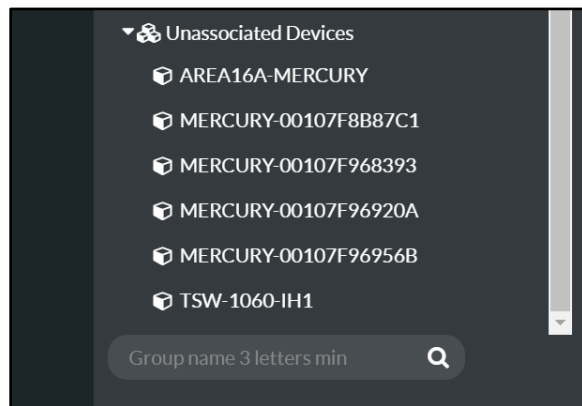 Unassociated Devices
AREA16A-MERCURY
MERCURY-00107F8B87C1
MERCURY-00107F968393
MERCURY-00107F96920A
MERCURY-00107F96956B
TSW-1060-IH1
Group name 3 letters min